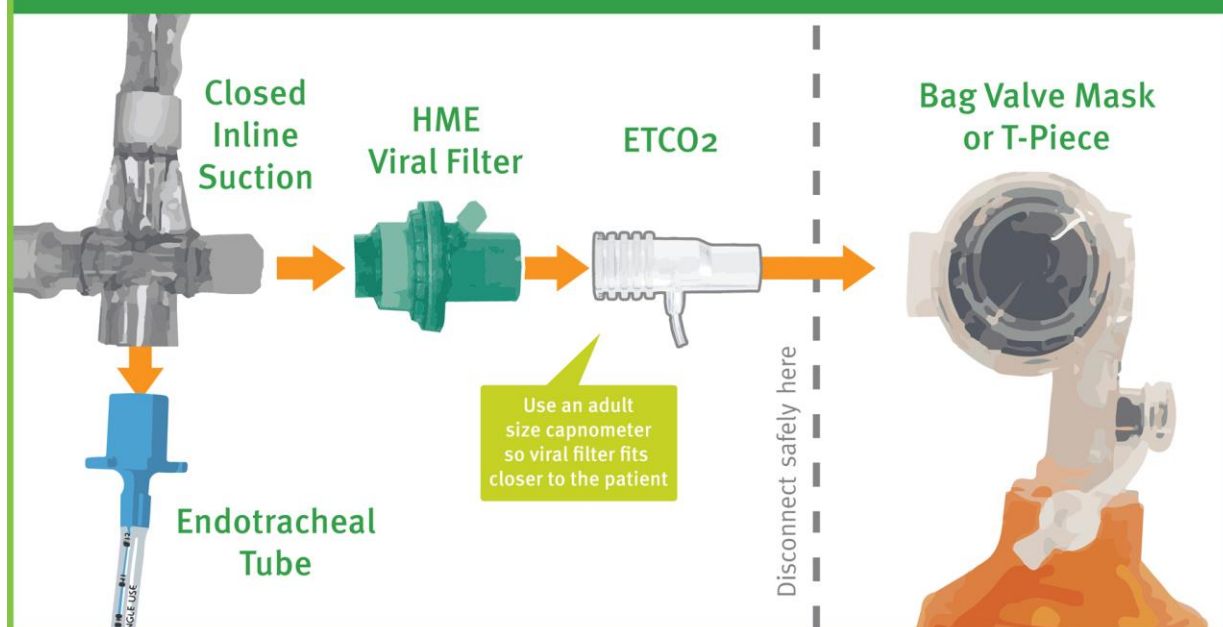 Closed
Inline
Suction
HME
Viral Filter
ETCO2
Bag Valve Mask
or T-Piece
Use an adult
size capnometer
so viral filter fits
closer to the patient
Disconnect safely here
Endotracheal
Tube